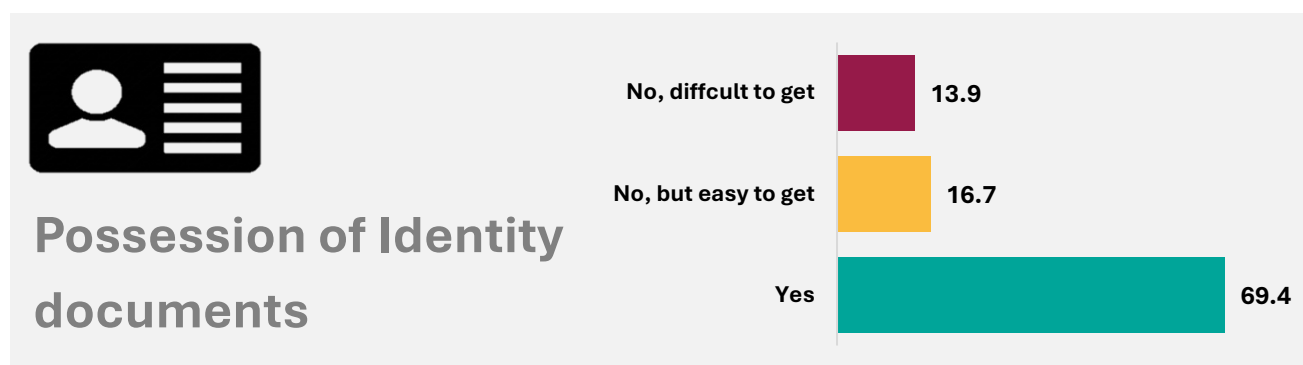 Possession of Identity
documents
No, diffcult to get
13.9
No, but easy to get
16.7
Yes
69.4